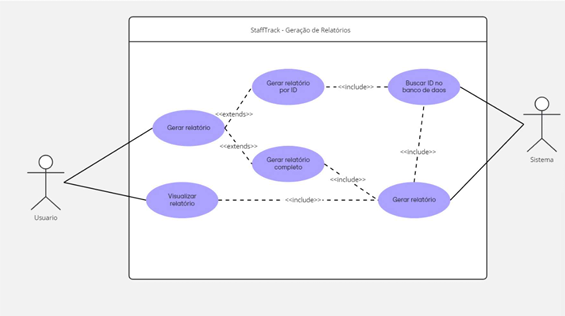 StaffTrack - Geração de Relatórios
Gerar relatório
por ID
<<include>>
Buscar ID no
banco de daos
<<extends>>
Gerar relatório
<<extends>>
<<include>>
Gerar relatório
completo
<<include>>
Visualizar
relatório
<<include>>
Gerar relatório
Usuario
Sistema